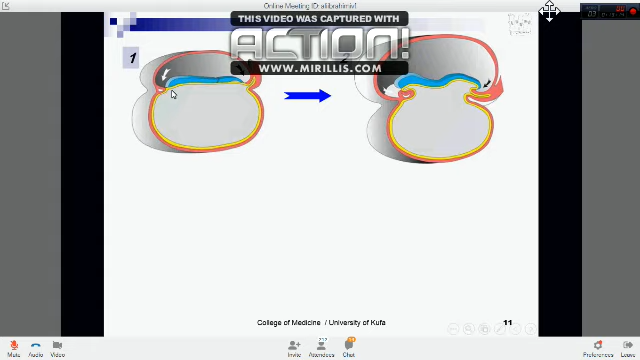 Online Meeting ID: aliibrahimiv1
THIS VIDEO WAS CAPTURED WITH
ACTION!
WWW.MIRILLIS.COM
1
College of Medicine / University of Kufa
11
Mute
Audio
Video
Invite
Attendees
Chat
Preferences
Leave